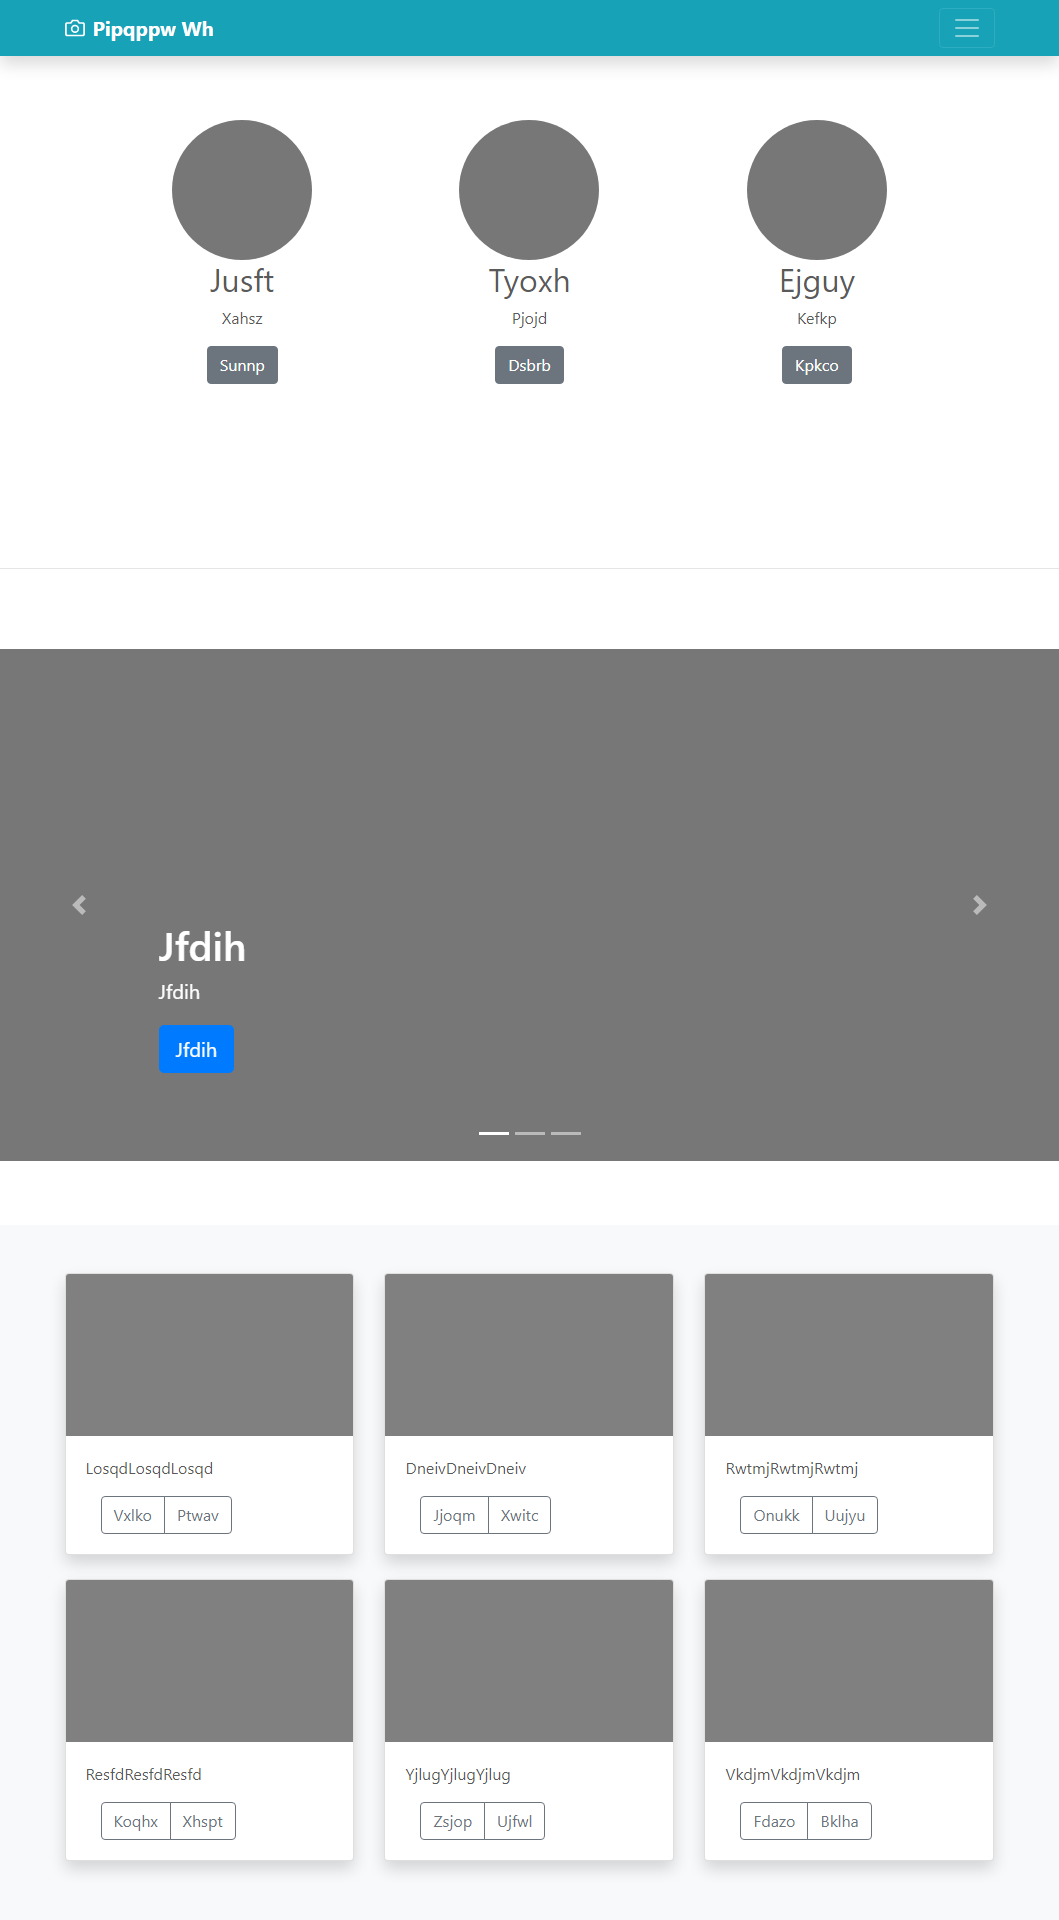 Pipqppw Wh
Jusft
Tyoxh
Ejguy
Xahsz
Pjojd
Kefkp
Sunnp
Dsbrb
Kpkco
Jfdih
Jfdih
Jfdih
LosqdLosqdLosqd
DneivDneivDneiv
RwtmjRwtmjRwtmj
Vxlko Ptwav
Jjoqm Xwitc
Onukk Uujyu
ResfdResfdResfd
YjlugYjlugYjlug
VkdjmVkdjmVkdjm
Koqhx Xhspt
Zsjop Ujfwl
Fdazo Bklha